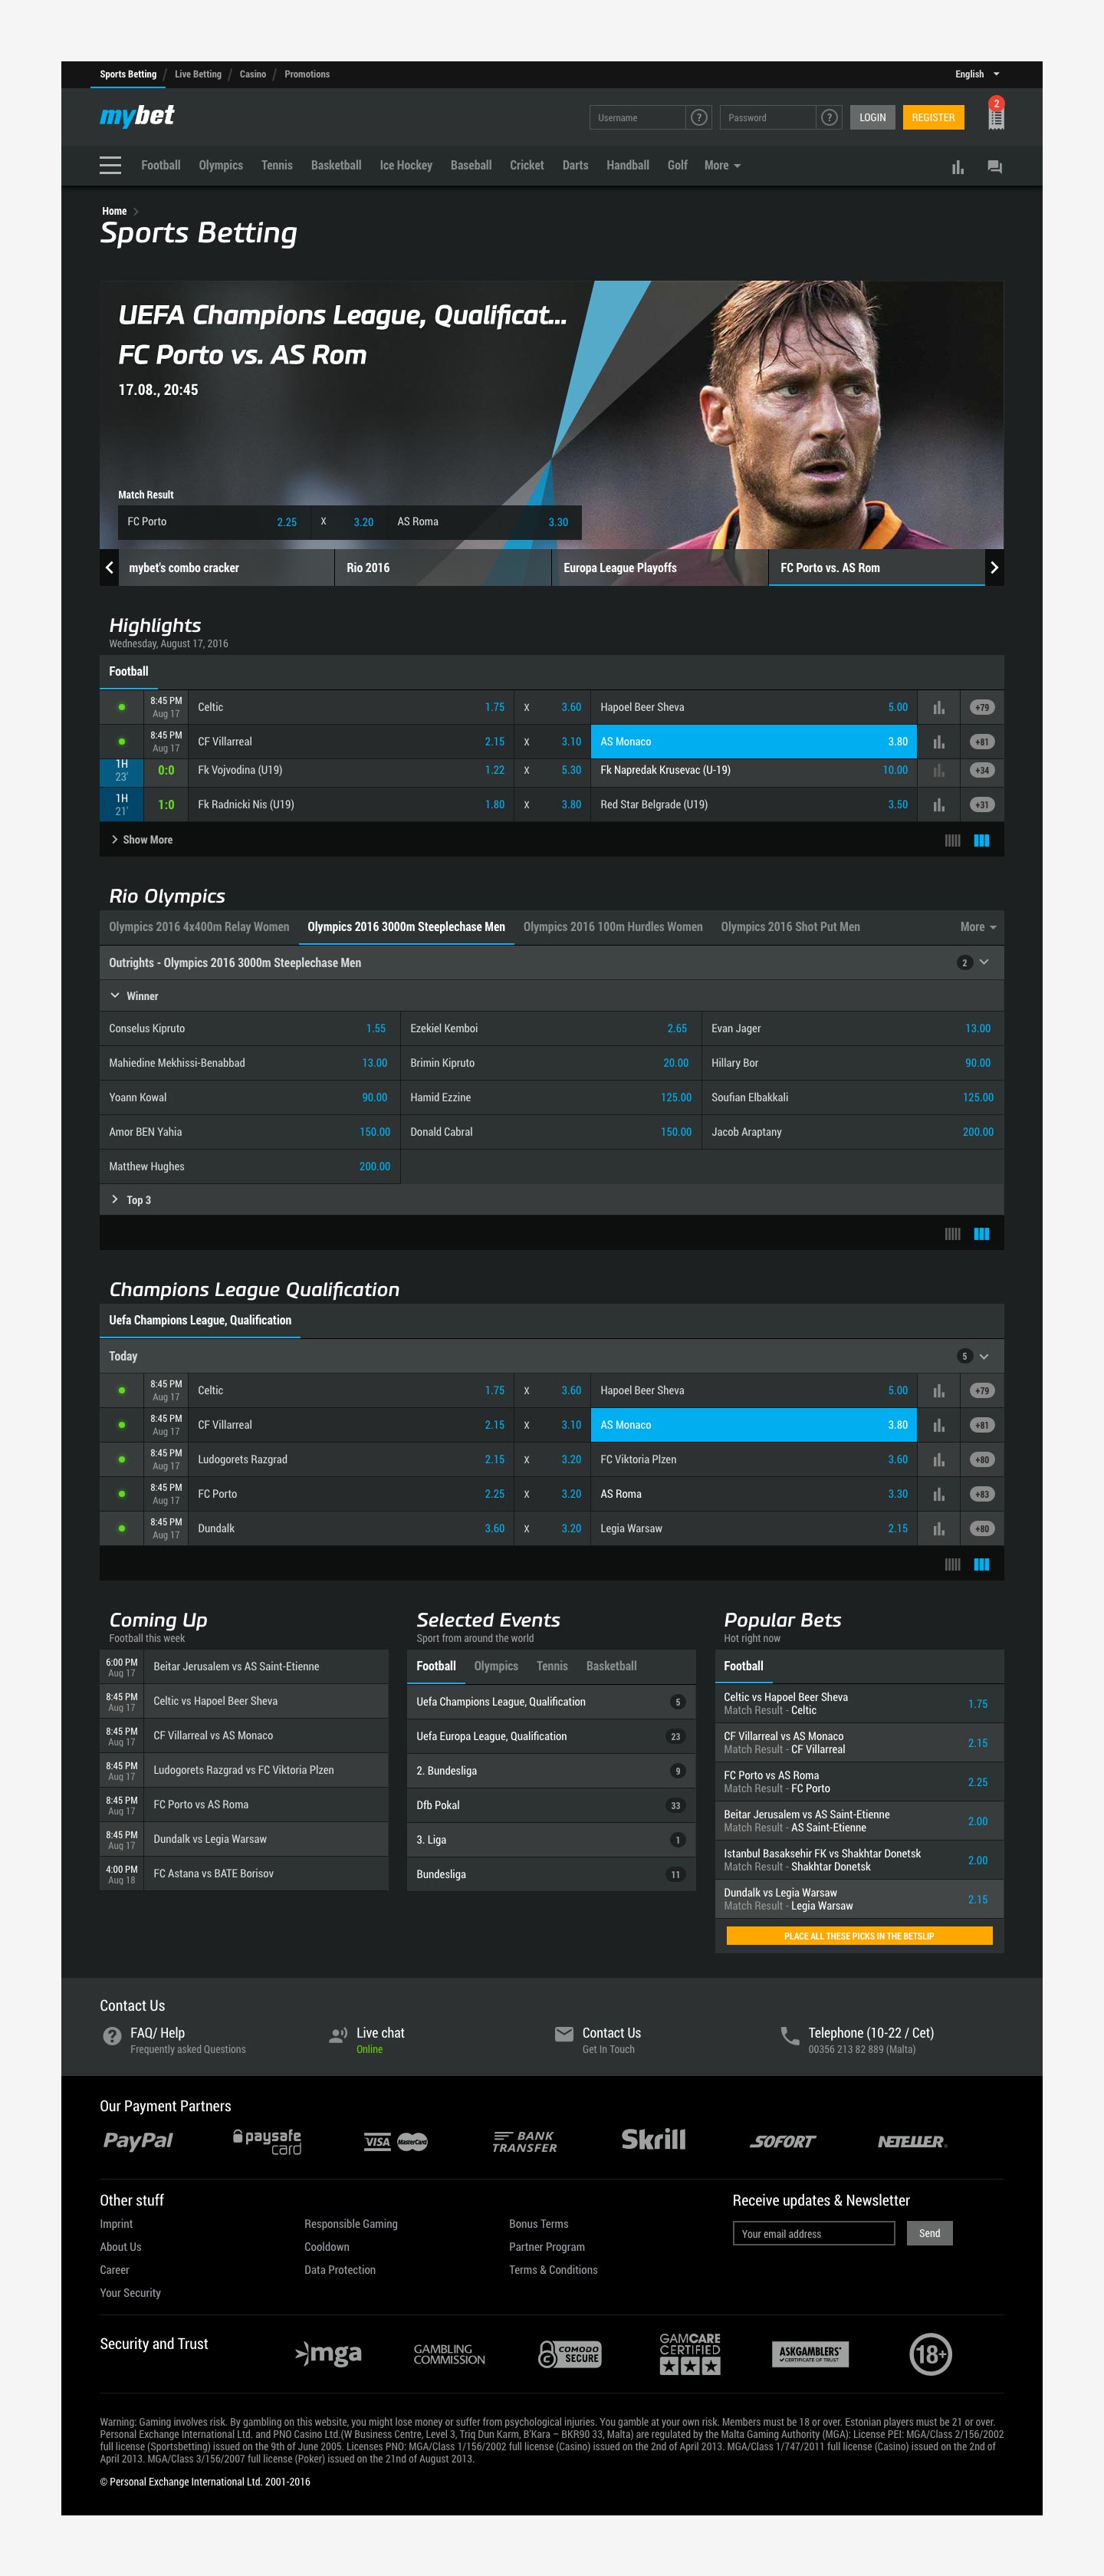 Sports Betting / Live Betting / Casino / Promotions
English
mybet
Username ?
Password ?
LOGIN
REGISTER
2
Football Olympics Tennis Basketball Ice Hockey Baseball Cricket Darts Handball Golf More
Home
Sports Betting
UEFA Champions League, Qualificat...
FC Porto vs. AS Rom
17.08., 20:45
Match Result
FC Porto 2.25 X 3.20 AS Roma 3.30
mybet's combo cracker
Rio 2016
Europa League Playoffs
FC Porto vs. AS Rom
Highlights
Wednesday, August 17, 2016
Football
8:45 PM Aug 17 Celtic 1.75 X 3.60 Hapoel Beer Sheva 5.00 +79
8:45 PM Aug 17 CF Villarreal 2.15 X 3.10 AS Monaco 3.80 +81
1H 23' 0:0 Fk Vojvodina (U19) 1.22 X 5.30 Fk Napredak Krusevac (U-19) 10.00 +34
1H 21' 1:0 Fk Radnicki Nis (U19) 1.80 X 3.80 Red Star Belgrade (U19) 3.50 +31
Show More
Rio Olympics
Olympics 2016 4x400m Relay Women
Olympics 2016 3000m Steeplechase Men
Olympics 2016 100m Hurdles Women
Olympics 2016 Shot Put Men
More
Outrights - Olympics 2016 3000m Steeplechase Men 2
Winner
Conselus Kipruto 1.55 Ezekiel Kemboi 2.65 Evan Jager 13.00
Mahiedine Mekhissi-Benabbad 13.00 Brimin Kipruto 20.00 Hillary Bor 90.00
Yoann Kowal 90.00 Hamid Ezzine 125.00 Soufian Elbakkali 125.00
Amor BEN Yahia 150.00 Donald Cabral 150.00 Jacob Araptany 200.00
Matthew Hughes 200.00
Top 3
Champions League Qualification
Uefa Champions League, Qualification
Today 5
8:45 PM Aug 17 Celtic 1.75 X 3.60 Hapoel Beer Sheva 5.00 +79
8:45 PM Aug 17 CF Villarreal 2.15 X 3.10 AS Monaco 3.80 +81
8:45 PM Aug 17 Ludogorets Razgrad 2.15 X 3.20 FC Viktoria Plzen 3.60 +80
8:45 PM Aug 17 FC Porto 2.25 X 3.20 AS Roma 3.30 +83
8:45 PM Aug 17 Dundalk 3.60 X 3.20 Legia Warsaw 2.15 +80
Coming Up
Football this week
6:00 PM Aug 17 Beitar Jerusalem vs AS Saint-Etienne
8:45 PM Aug 17 Celtic vs Hapoel Beer Sheva
8:45 PM Aug 17 CF Villarreal vs AS Monaco
8:45 PM Aug 17 Ludogorets Razgrad vs FC Viktoria Plzen
8:45 PM Aug 17 FC Porto vs AS Roma
8:45 PM Aug 17 Dundalk vs Legia Warsaw
4:00 PM Aug 18 FC Astana vs BATE Borisov
Selected Events
Sport from around the world
Football Olympics Tennis Basketball
Uefa Champions League, Qualification 5
Uefa Europa League, Qualification 23
2. Bundesliga 9
Dfb Pokal 33
3. Liga 1
Bundesliga 11
Popular Bets
Hot right now
Football
Celtic vs Hapoel Beer Sheva
Match Result - Celtic 1.75
CF Villarreal vs AS Monaco
Match Result - CF Villarreal 2.15
FC Porto vs AS Roma
Match Result - FC Porto 2.25
Beitar Jerusalem vs AS Saint-Etienne
Match Result - AS Saint-Etienne 2.00
Istanbul Basaksehir FK vs Shakhtar Donetsk
Match Result - Shakhtar Donetsk 2.00
Dundalk vs Legia Warsaw
Match Result - Legia Warsaw 2.15
PLACE ALL THESE PICKS IN THE BETSLIP
Contact Us
FAQ/ Help
Frequently asked Questions
Live chat
Online
Contact Us
Get In Touch
Telephone (10-22 / Cet)
00356 213 82 889 (Malta)
Our Payment Partners
PayPal
paysafe card
VISA MasterCard
BANK TRANSFER
Skrill
SOFORT
NETELLER
Other stuff
Imprint Responsible Gaming Bonus Terms
About Us Cooldown Partner Program
Career Data Protection Terms & Conditions
Your Security
Receive updates & Newsletter
Your email address
Send
Security and Trust
mga
GAMBLING COMMISSION
COMODO SECURE
GAMCARE CERTIFIED
ASKGAMBLERS CERTIFICATE OF TRUST
18+
Warning: Gaming involves risk. By gambling on this website, you might lose money or suffer from psychological injuries. You gamble at your own risk. Members must be 18 or over. Estonian players must be 21 or over.
Personal Exchange International Ltd. and PNO Casino Ltd.(W Business Centre, Level 3, Triq Dun Karm, B'Kara – BKR90 33, Malta) are regulated by the Malta Gaming Authority (MGA): License PEI: MGA/Class 2/156/2002
full license (Sportsbetting) issued on the 9th of June 2005. Licenses PNO: MGA/Class 1/156/2002 full license (Casino) issued on the 2nd of April 2013. MGA/Class 1/747/2011 full license (Casino) issued on the 2nd of
April 2013. MGA/Class 3/156/2007 full license (Poker) issued on the 21nd of August 2013.
© Personal Exchange International Ltd. 2001-2016